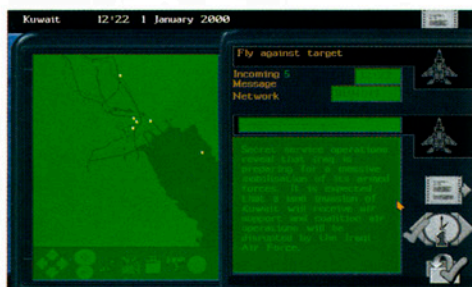 Kuwait 12:22 1 January 2000
Fly against target
Incoming 5
Message
Network
Secret service operations
reveal that Iraq is
preparing for a massive
mobilisation of its armed
forces. It is expected
that a land invasion of
Kuwait will receive air
support and
operations will be
disrupted by the Iraqi
Air Force.